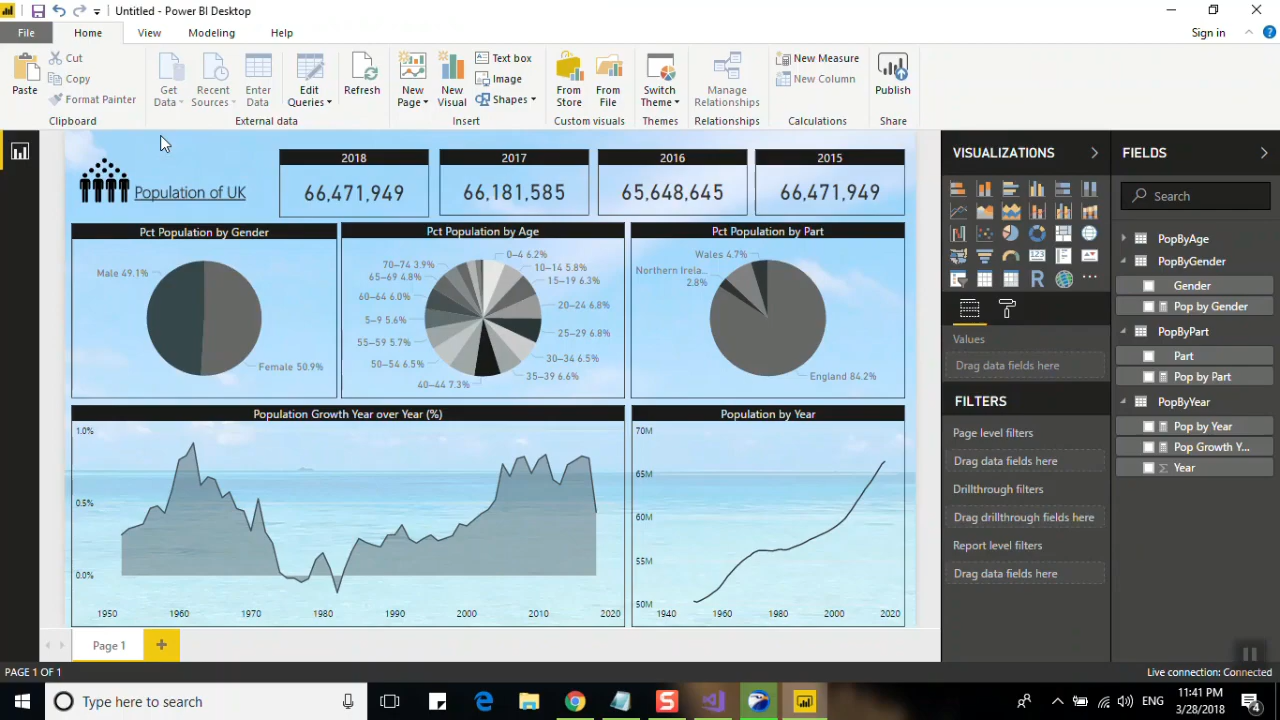 Untitled - Power BI Desktop
File
Home
View
Modeling
Help
Sign in
Paste
Cut
Copy
Format Painter
Clipboard
Get
Data
Recent
Sources
Enter
Data
Edit
Queries
Refresh
External data
New
Page
New
Visual
Text box
Image
Shapes
Insert
From
Store
From
File
Custom visuals
Switch
Theme
Themes
Manage
Relationships
Relationships
New Measure
New Column
Calculations
Publish
Share
Population of UK
2018
66,471,949
2017
66,181,585
2016
65,648,645
2015
66,471,949
Pct Population by Gender
Male 49.1%
Female 50.9%
Pct Population by Age
0–4 6.2%
10–14 5.8%
15–19 6.3%
20–24 6.8%
25–29 6.8%
30–34 6.5%
35–39 6.6%
40–44 7.3%
50–54 6.5%
55–59 5.7%
5–9 5.6%
60–64 6.0%
65–69 4.8%
70–74 3.9%
Pct Population by Part
Wales 4.7%
Northern Irela...
2.8%
England 84.2%
Population Growth Year over Year (%)
1.0%
0.5%
0.0%
1950 1960 1970 1980 1990 2000 2010 2020
Population by Year
70M
65M
60M
55M
50M
1940 1960 1980 2000 2020
VISUALIZATIONS
R
Values
Drag data fields here
FILTERS
Page level filters
Drag data fields here
Drillthrough filters
Drag drillthrough fields here
Report level filters
Drag data fields here
FIELDS
Search
PopByAge
PopByGender
Gender
Pop by Gender
PopByPart
Part
Pop by Part
PopByYear
Pop by Year
Pop Growth Y...
Year
Page 1
PAGE 1 OF 1
Live connection: Connected
Type here to search
ENG
11:41 PM
3/28/2018
4